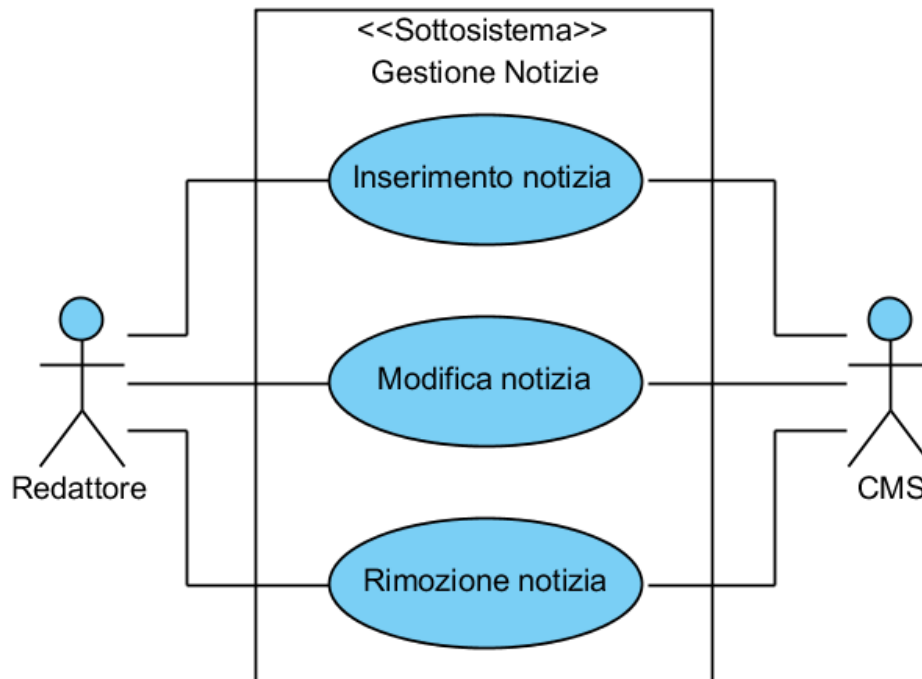 <<Sottosistema>>
Gestione Notizie
Inserimento notizia
Modifica notizia
Redattore
CMS
Rimozione notizia